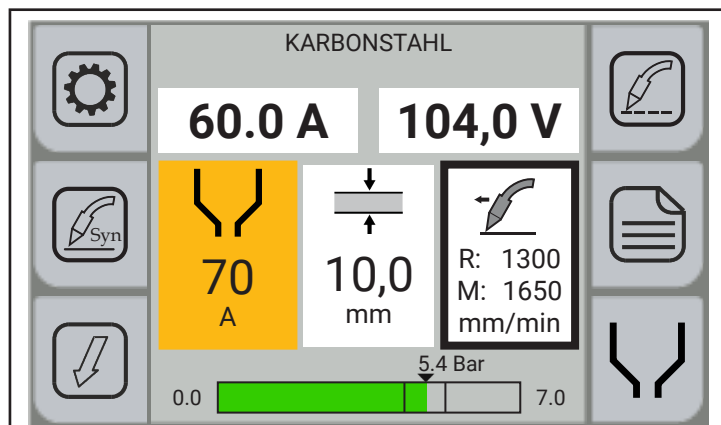 KARBONSTAHL
60.0 A
104,0 V
Syn
70
A
10,0
mm
R: 1300
M: 1650
mm/min
5.4 Bar
0.0
7.0